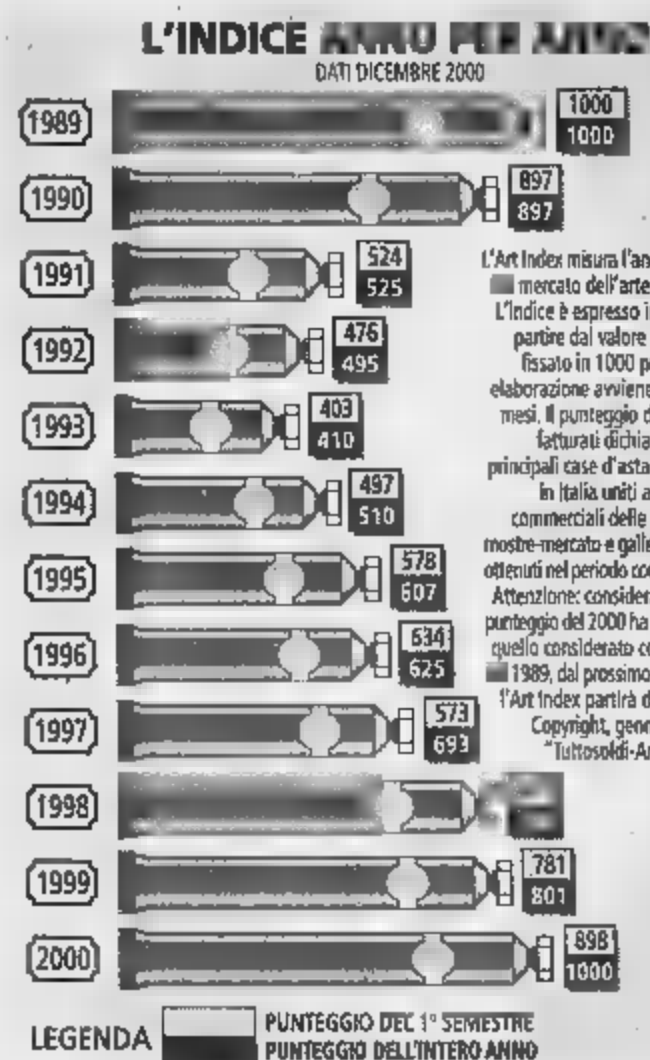 L'INDICE ANNO PER ANNO
DATI DICEMBRE 2000
1989
1000
1000
1990
897
897
1991
524
525
1992
476
495
1993
403
410
1994
497
510
1995
578
607
1996
634
625
1997
573
693
1998
1999
781
801
2000
898
1000
L'Art Index misura l'an
mercato dell'arte
L'Indice è espresso i
partire dal valore
fissato in 1000 p
elaborazione avviene
mesi. Il punteggio d
fatturati dichia
principali case d'asta
in Italia uniti a
commerciali delle
mostre-mercato e galle
ottenuti nel periodo co
Attenzione: consider
punteggio del 2000 ha
quello considerato co
1989, dal prossimo
l'Art Index partirà d
Copyright, genn
"Tuttosoldi-Ar
LEGENDA
PUNTEGGIO DEL 1° SEMESTRE
PUNTEGGIO DELL'INTERO ANNO